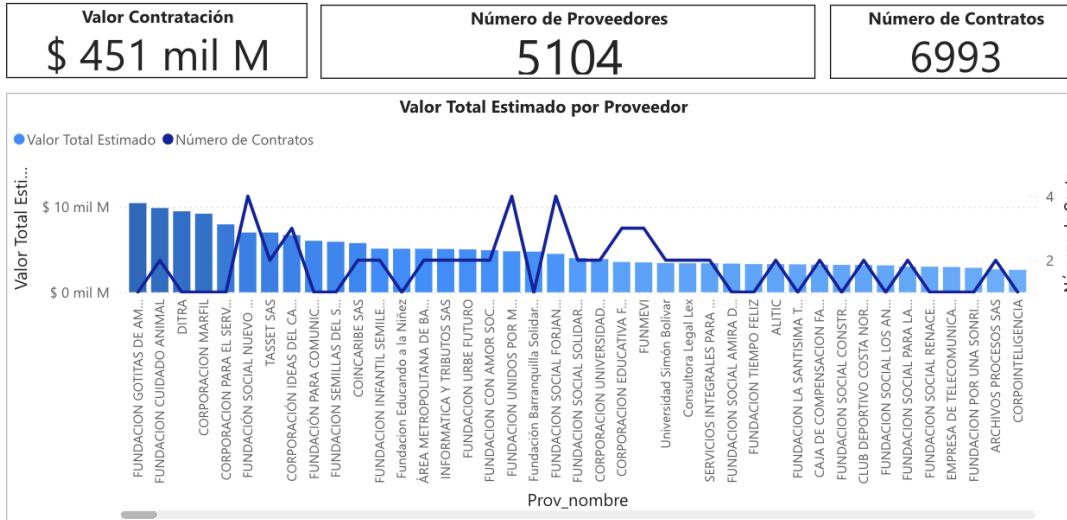 Valor Contratación
$ 451 mil M
Número de Proveedores
5104
Número de Contratos
6993
Valor Total Estimado por Proveedor
Valor Total Estimado
Número de Contratos
Valor Total Esti...
$ 10 mil M
$ 0 mil M
4
2
FUNDACION GOTITAS DE AM...
FUNDACION CUIDADO ANIMAL
DITRA
CORPORACION MARFIL
CORPORACION PARA EL SERV...
FUNDACIÓN SOCIAL NUEVO ...
TASSET SAS
CORPORACIÓN IDEAS DEL CA...
FUNDACIÓN PARA COMUNIC...
FUNDACION SEMILLAS DEL S...
COINCARIBE SAS
FUNDACION INFANTIL SEMILE...
Fundacion Educando a la Niñez
ÁREA METROPOLITANA DE BA...
INFORMATICA Y TRIBUTOS SAS
FUNDACION URBE FUTURO
FUNDACION CON AMOR SOC...
FUNDACION UNIDOS POR M...
Fundación Barranquilla Solidar...
FUNDACION SOCIAL FORJAN...
FUNDACION SOCIAL SOLIDAR...
CORPORACION UNIVERSIDAD...
CORPORACION EDUCATIVA F...
FUNIMEVI
Universidad Simón Bolívar
Consultora Legal Lex
SERVICIOS INTEGRALES PARA ...
FUNDACION SOCIAL AMIRA D...
FUNDACION TIEMPO FELIZ
ALITIC
FUNDACION LA SANTISIMA T...
CAJA DE COMPENSACION FA...
FUNDACION SOCIAL CONSTR...
CLUB DEPORTIVO COSTA NOR...
FUNDACION SOCIAL LOS AN...
FUNDACION SOCIAL PARA LA...
FUNDACION SOCIAL RENACE...
EMPRESA DE TELECOMUNICA...
FUNDACION POR UNA SONRI...
ARCHIVOS PROCESOS SAS
CORPOINTELIGENCIA
Prov_nombre